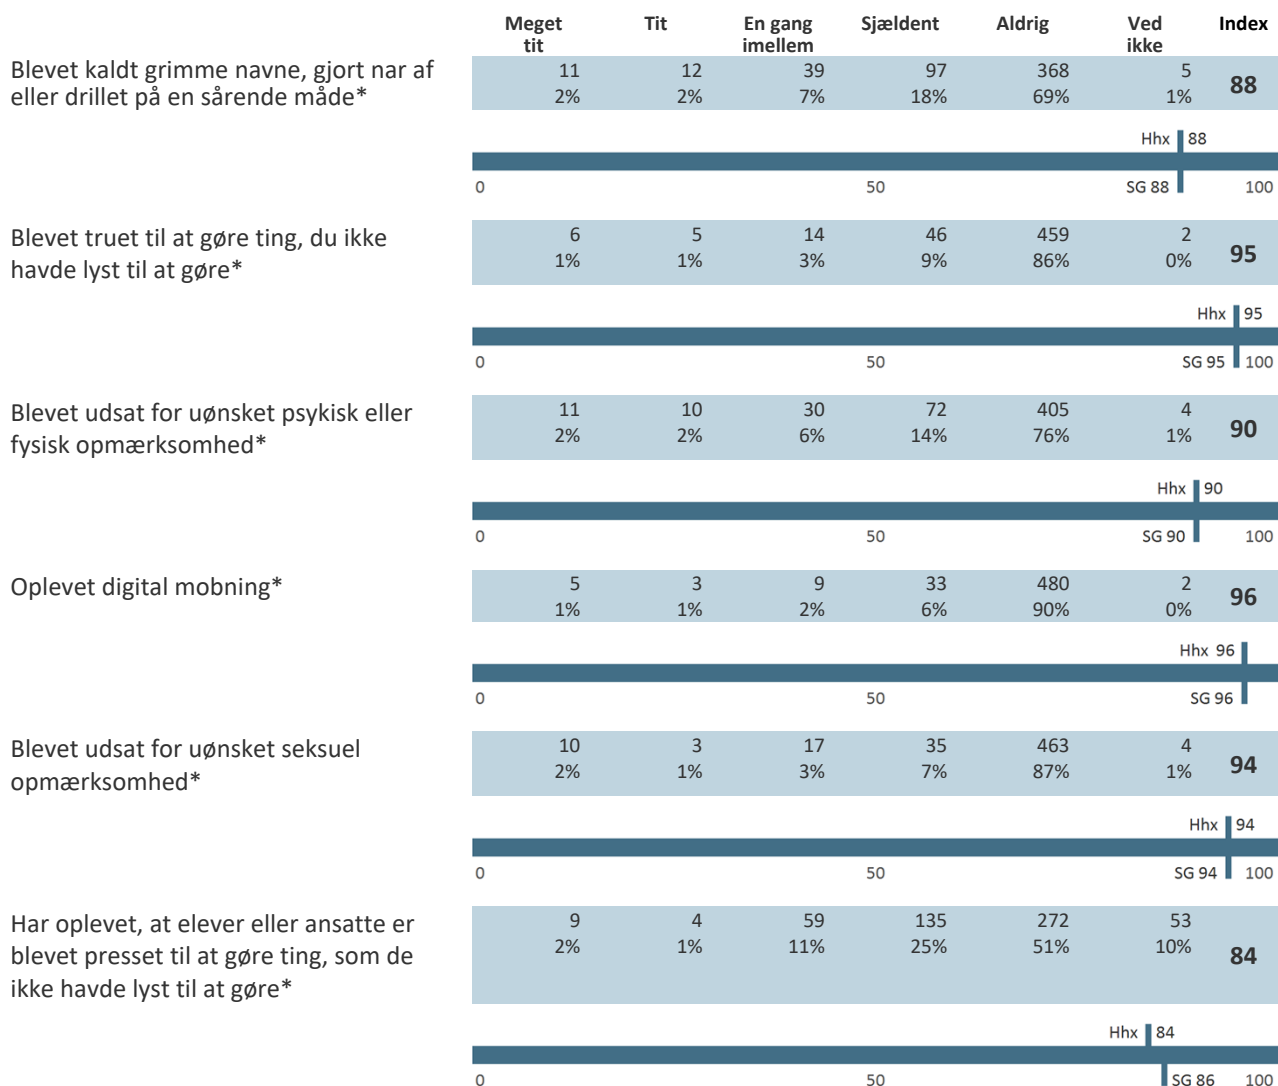 Meget tit Tit En gang imellem Sjældent Aldrig Ved ikke Index
Blevet kaldt grimme navne, gjort nar af 11 12 39 97 368 5
eller drillet på en sårende måde* 2% 2% 7% 18% 69% 1% 88
Hhx 88
0 50 SG 88 100
Blevet truet til at gøre ting, du ikke 6 5 14 46 459 2
havde lyst til at gøre* 1% 1% 3% 9% 86% 0% 95
Hhx 95
0 50 SG 95 100
Blevet udsat for uønsket psykisk eller 11 10 30 72 405 4
fysisk opmærksomhed* 2% 2% 6% 14% 76% 1% 90
Hhx 90
0 50 SG 90 100
Oplevet digital mobning* 5 3 9 33 480 2
1% 1% 2% 6% 90% 0% 96
Hhx 96
0 50 SG 96
Blevet udsat for uønsket seksuel 10 3 17 35 463 4
opmærksomhed* 2% 1% 3% 7% 87% 1% 94
Hhx 94
0 50 SG 94 100
Har oplevet, at elever eller ansatte er 9 4 59 135 272 53
blevet presset til at gøre ting, som de 2% 1% 11% 25% 51% 10% 84
ikke havde lyst til at gøre*
Hhx 84
0 50 SG 86 100